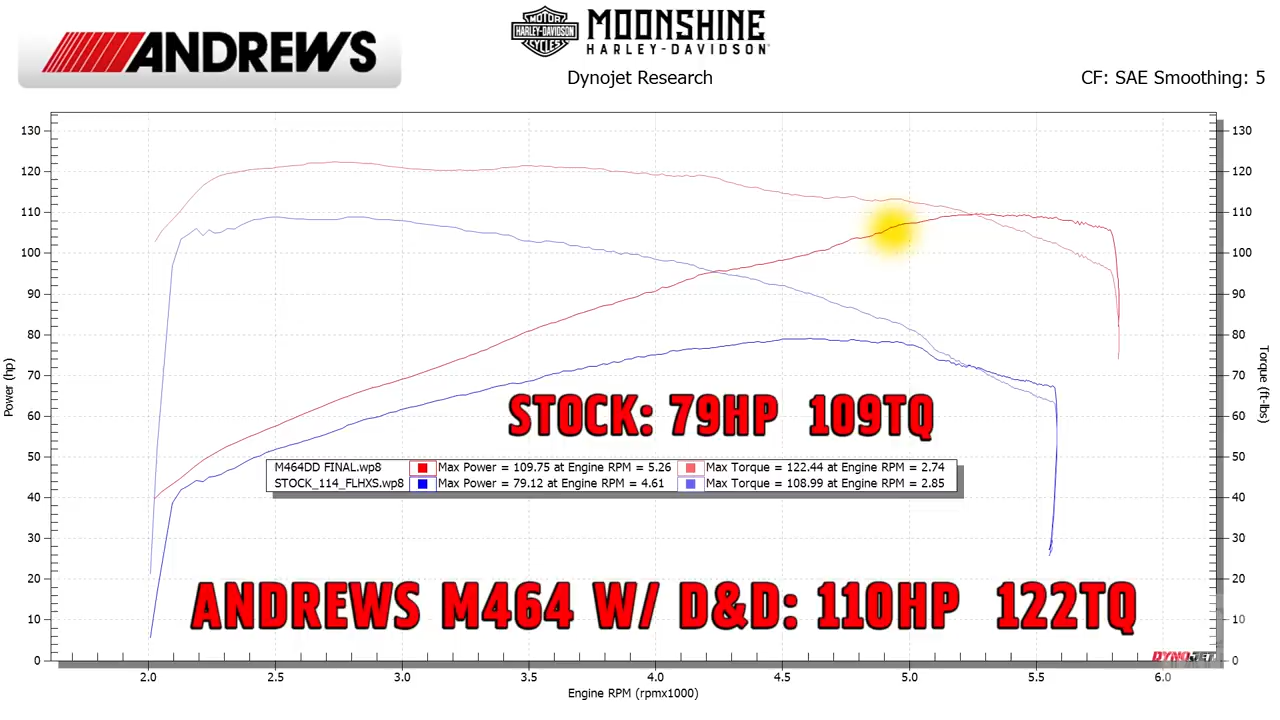 ANDREWS
MOTOR
HARLEY-DAVIDSON
CYCLES
MOONSHINE
HARLEY-DAVIDSON
Dynojet Research
CF: SAE Smoothing: 5
130
120
110
100
90
80
70
60
50
40
30
20
10
0
Power (hp)
130
120
110
100
90
80
70
60
50
40
30
20
10
0
Torque (ft-lbs)
STOCK: 79HP 109TQ
M464DD FINAL.wp8 Max Power = 109.75 at Engine RPM = 5.26 Max Torque = 122.44 at Engine RPM = 2.74
STOCK_114_FLHXS.wp8 Max Power = 79.12 at Engine RPM = 4.61 Max Torque = 108.99 at Engine RPM = 2.85
ANDREWS M464 W/ D&D: 110HP 122TQ
DYNOJET
2.0 2.5 3.0 3.5 4.0 4.5 5.0 5.5 6.0
Engine RPM (rpmx1000)